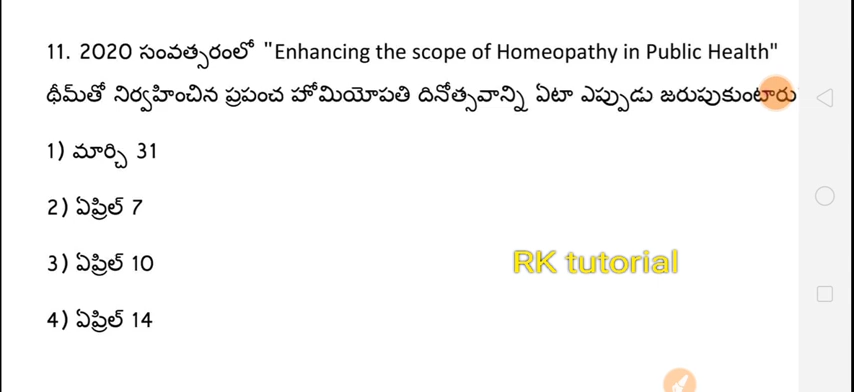 11. 2020 సంవత్సరంలో "Enhancing the scope of Homeopathy in Public Health"
థీమ్‌తో నిర్వహించిన ప్రపంచ హోమియోపతి దినోత్సవాన్ని ఏటా ఎప్పుడు జరుపుకుంటారు
1) మార్చి 31
2) ఏప్రిల్ 7
3) ఏప్రిల్ 10
RK tutorial
4) ఏప్రిల్ 14